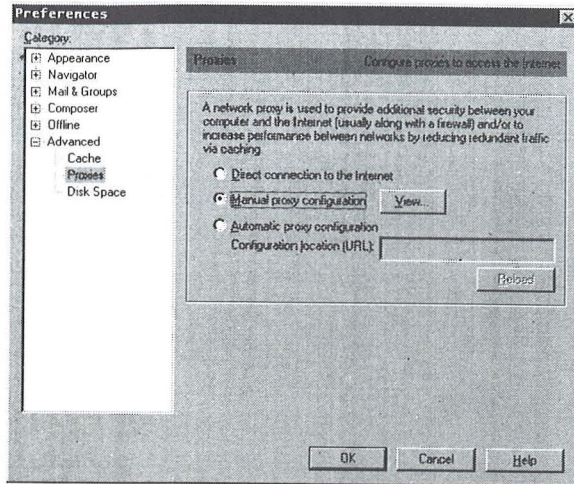 Preferences
Category:
Appearance
Navigator
Mail & Groups
Composer
Offline
Advanced
Cache
Proxies
Disk Space
Proxies
Configure proxies to access the Internet
A network proxy is used to provide additional security between your
computer and the Internet (usually along with a firewall) and/or to
increase performance between networks by reducing redundant traffic
via caching.
Direct connection to the Internet
Manual proxy configuration
View...
Automatic proxy configuration
Configuration location (URL):
Reload
OK
Cancel
Help